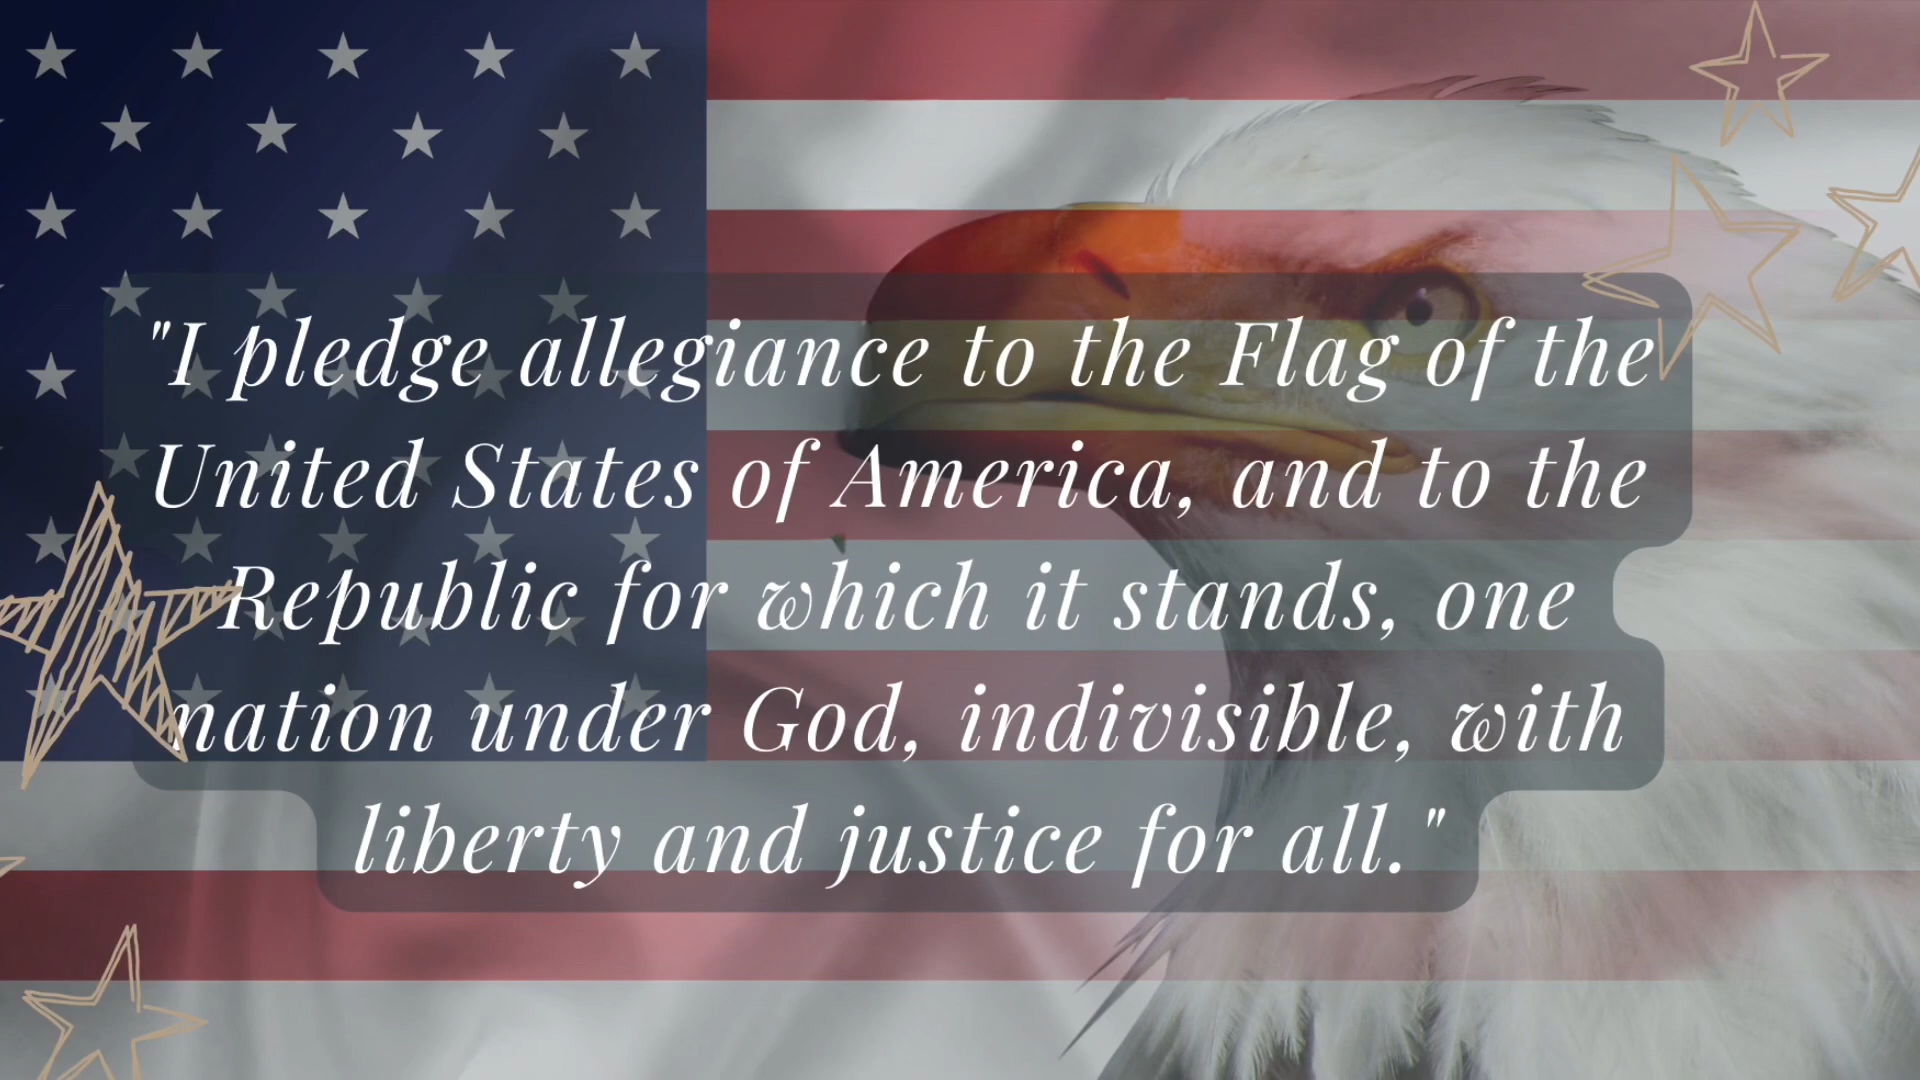 "I pledge allegiance to the Flag of the
United States of America, and to the
Republic for which it stands, one
nation under God, indivisible, with
liberty and justice for all."